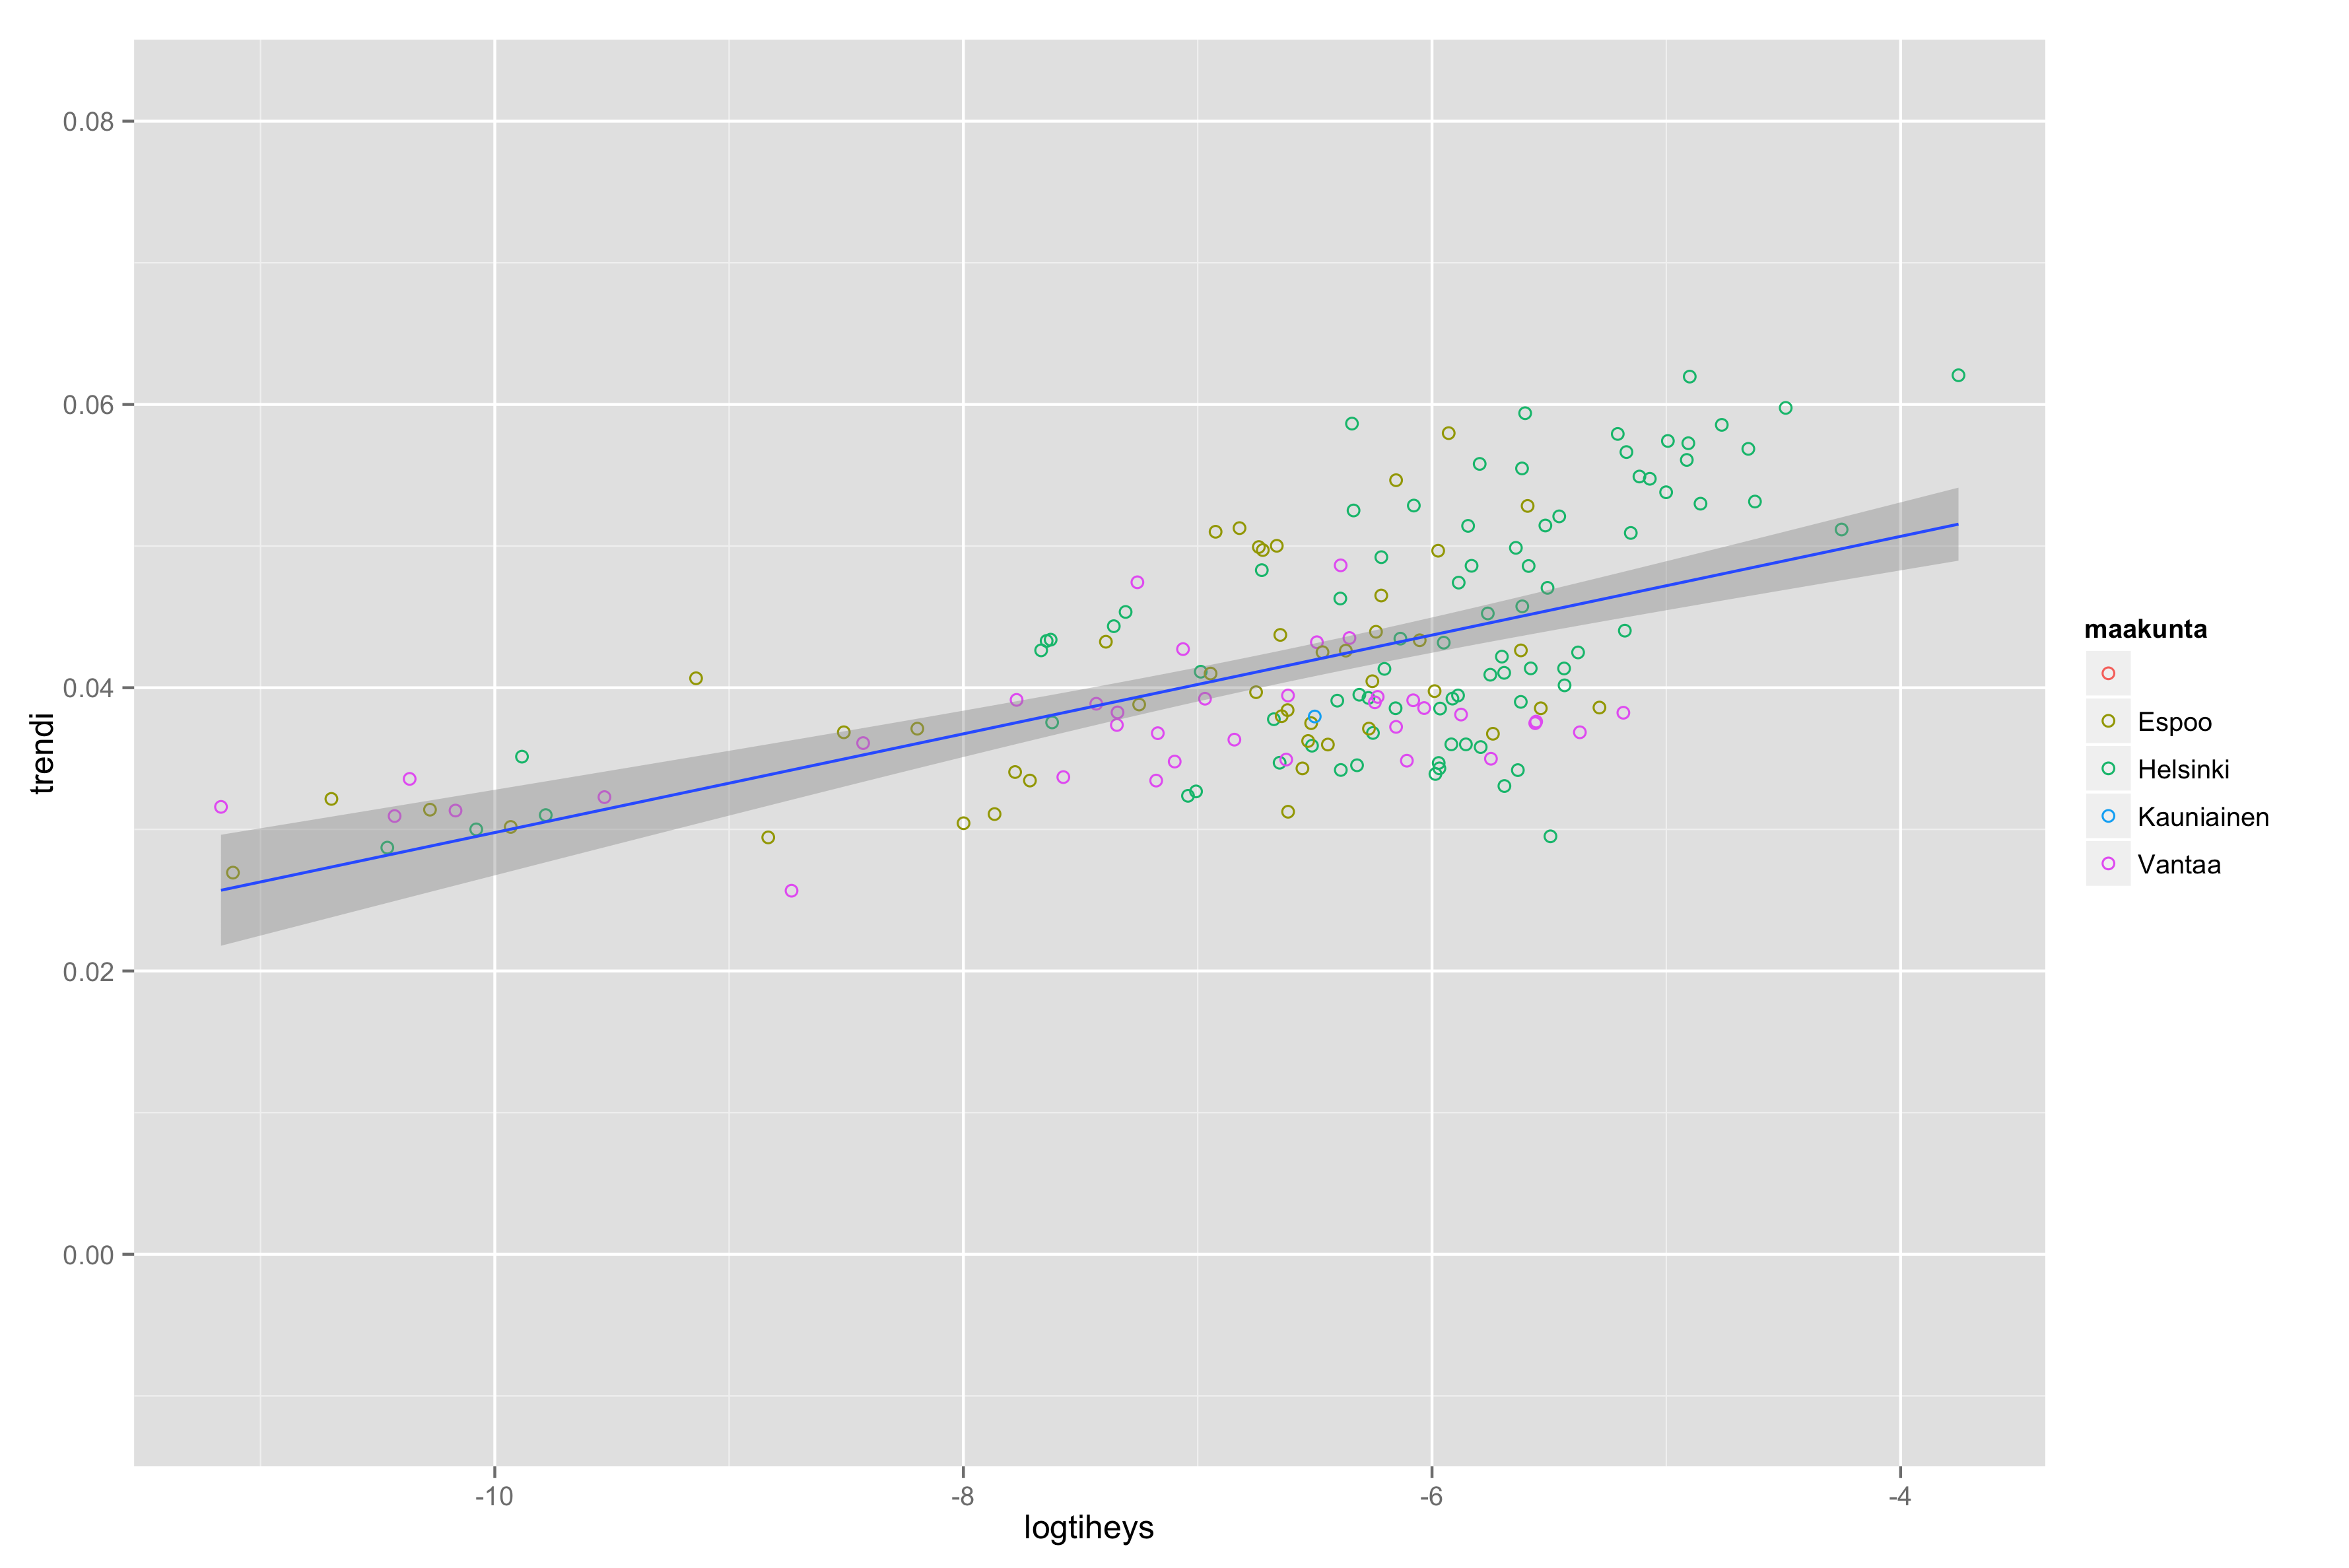 0.08
0.06
0.04
0.02
0.00
trendi
-10
-8
-6
-4
logtiheys
maakunta
Espoo
Helsinki
Kauniainen
Vantaa